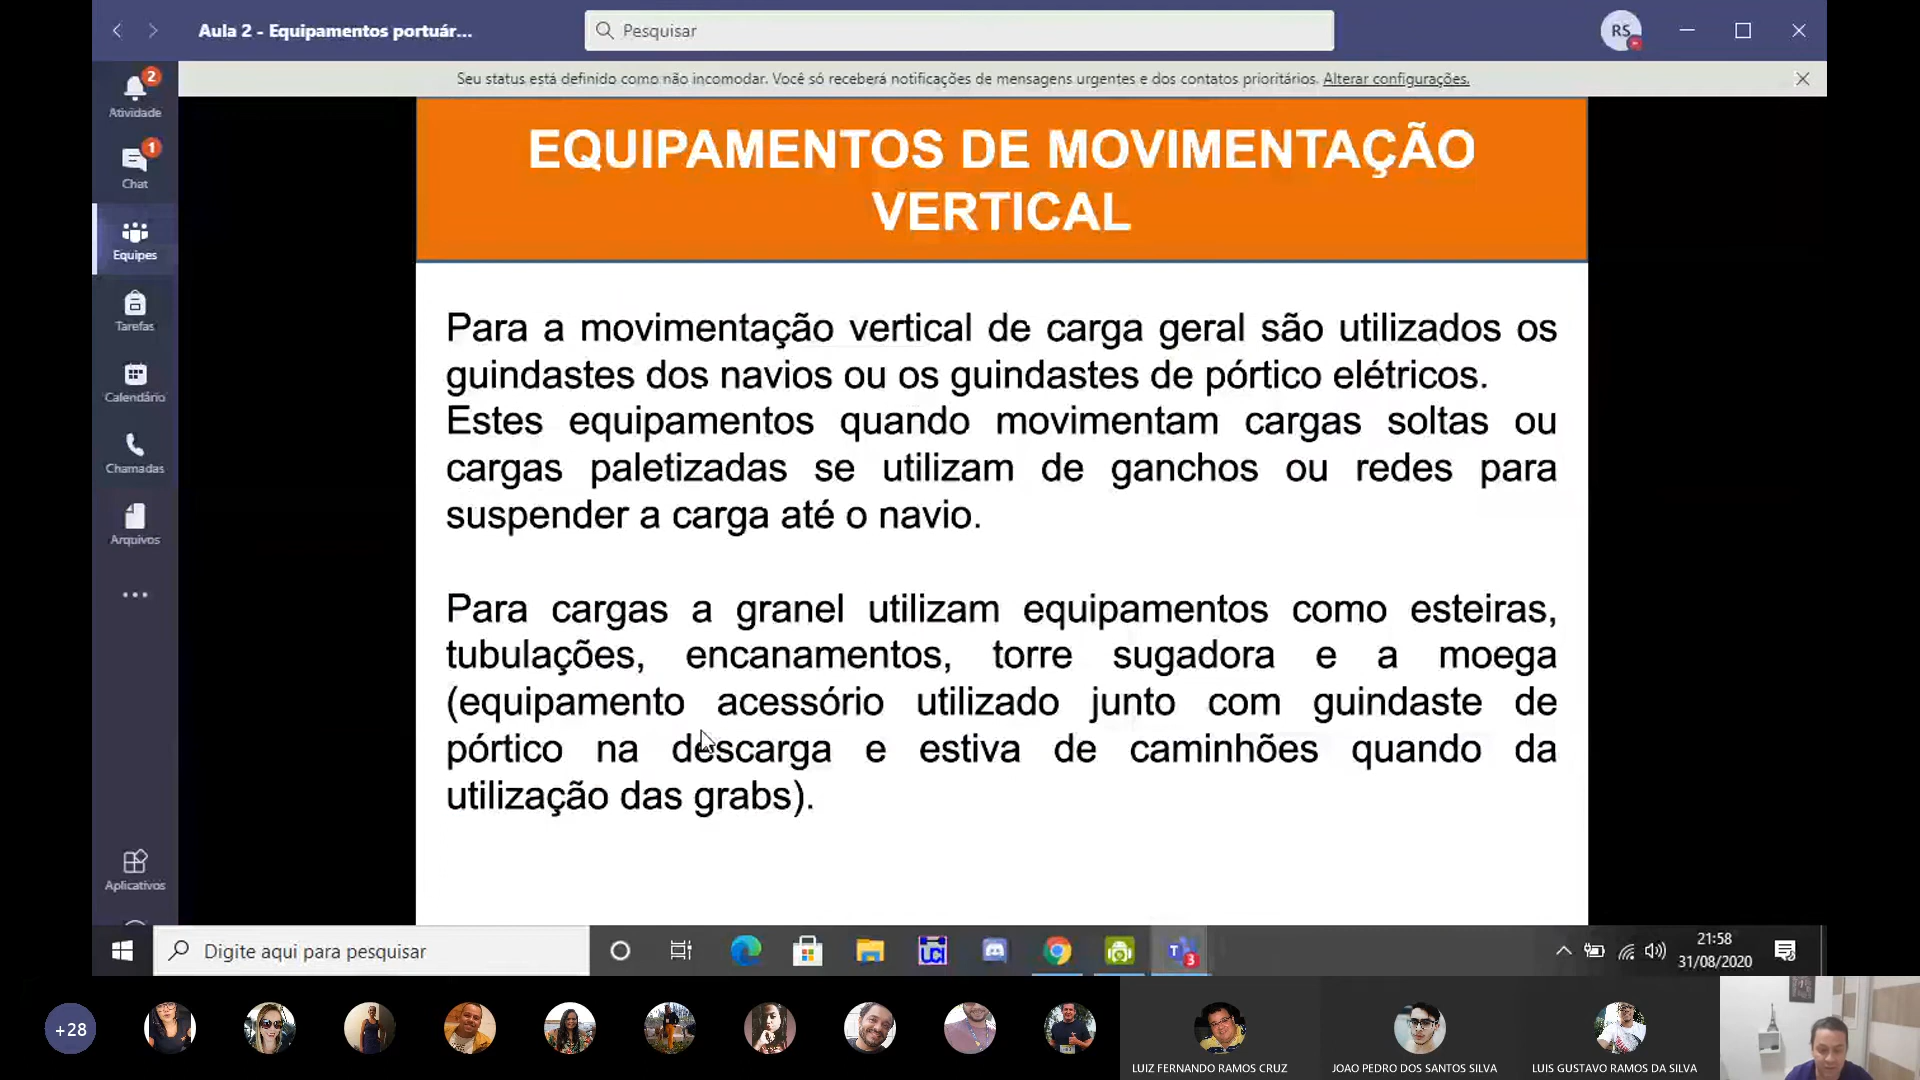 Aula 2 - Equipamentos portuár...
Pesquisar
RS
Seu status está definido como não incomodar. Você só receberá notificações de mensagens urgentes e dos contatos prioritários. Alterar configurações.
2
Atividade
1
Chat
Equipes
Tarefas
Calendário
Chamadas
Arquivos
Aplicativos
EQUIPAMENTOS DE MOVIMENTAÇÃO
VERTICAL
Para a movimentação vertical de carga geral são utilizados os
guindastes dos navios ou os guindastes de pórtico elétricos.
Estes equipamentos quando movimentam cargas soltas ou
cargas paletizadas se utilizam de ganchos ou redes para
suspender a carga até o navio.
Para cargas a granel utilizam equipamentos como esteiras,
tubulações, encanamentos, torre sugadora e a moega
(equipamento acessório utilizado junto com guindaste de
pórtico na descarga e estiva de caminhões quando da
utilização das grabs).
Digite aqui para pesquisar
UCI
T
3
21:58
31/08/2020
+28
LUIZ FERNANDO RAMOS CRUZ
JOAO PEDRO DOS SANTOS SILVA
LUIS GUSTAVO RAMOS DA SILVA